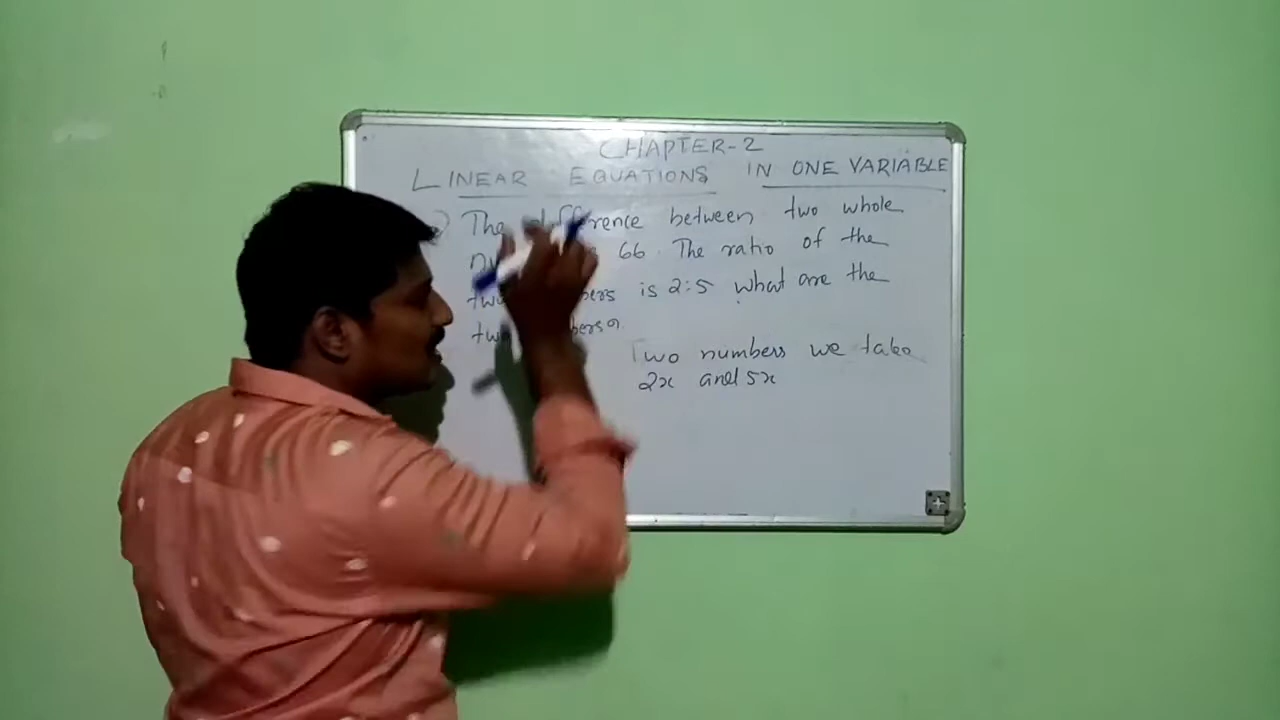 CHAPTER-2
LINEAR EQUATIONS IN ONE VARIABLE
The difference between two whole
66. The ratio of the
is 2:5 what are the
Two numbers we take
2x and 5x